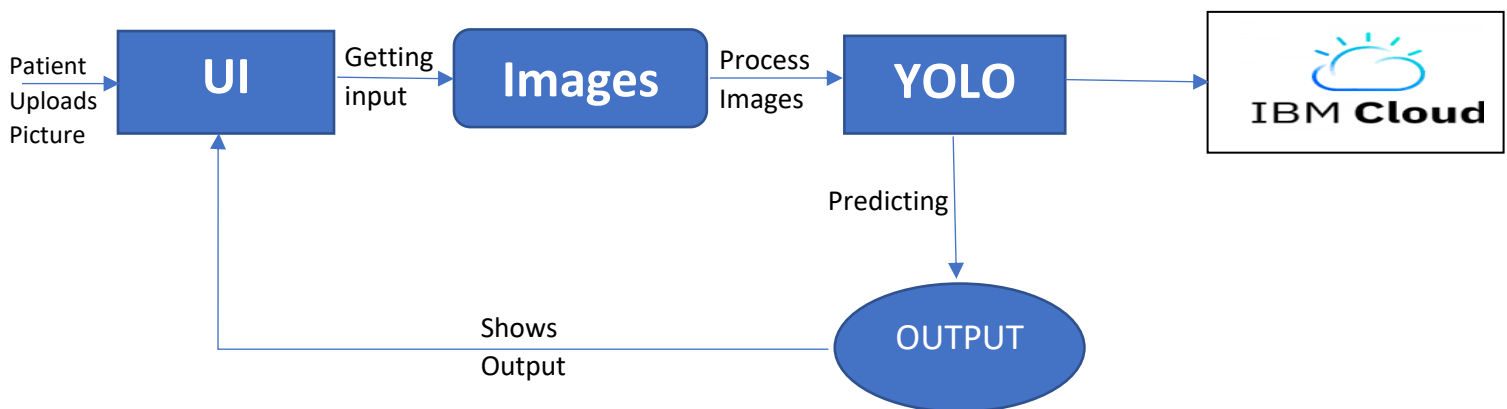 Patient
Uploads
Picture
UI
Getting
input
Images
Process
Images
YOLO
IBM Cloud
Predicting
OUTPUT
Shows
Output